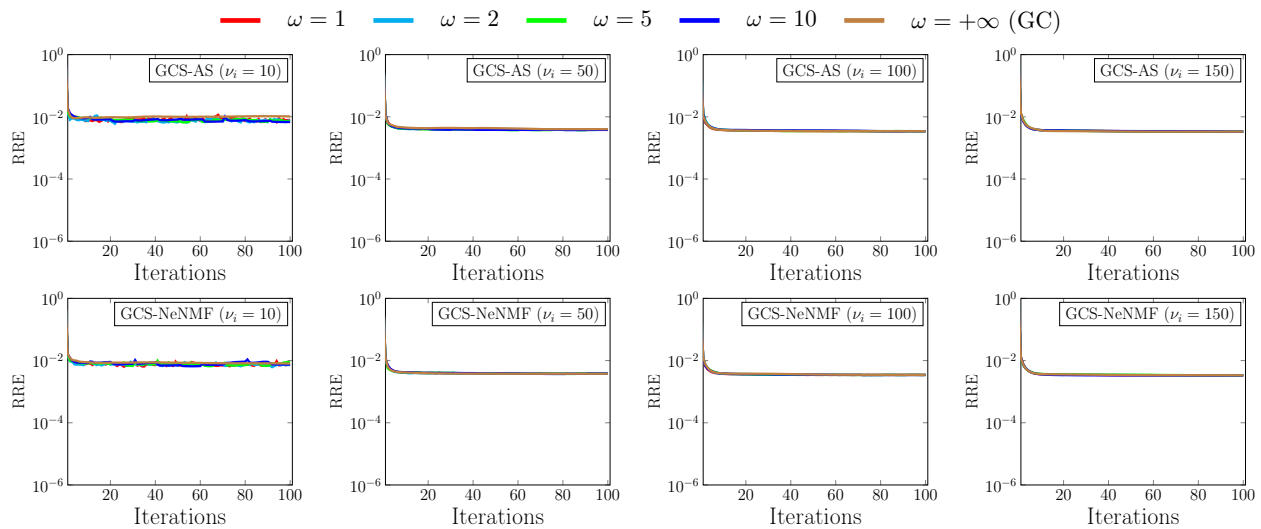 ω = 1 ω = 2 ω = 5 ω = 10 ω = +∞ (GC)
10^0 10^0 10^0 10^0
GCS-AS (ν_i = 10) GCS-AS (ν_i = 50) GCS-AS (ν_i = 100) GCS-AS (ν_i = 150)
10^−2 10^−2 10^−2 10^−2
RRE RRE RRE RRE
10^−4 10^−4 10^−4 10^−4
10^−6 10^−6 10^−6 10^−6
20 40 60 80 100 20 40 60 80 100 20 40 60 80 100 20 40 60 80 100
Iterations Iterations Iterations Iterations
10^0 10^0 10^0 10^0
GCS-NeNMF (ν_i = 10) GCS-NeNMF (ν_i = 50) GCS-NeNMF (ν_i = 100) GCS-NeNMF (ν_i = 150)
10^−2 10^−2 10^−2 10^−2
RRE RRE RRE RRE
10^−4 10^−4 10^−4 10^−4
10^−6 10^−6 10^−6 10^−6
20 40 60 80 100 20 40 60 80 100 20 40 60 80 100 20 40 60 80 100
Iterations Iterations Iterations Iterations